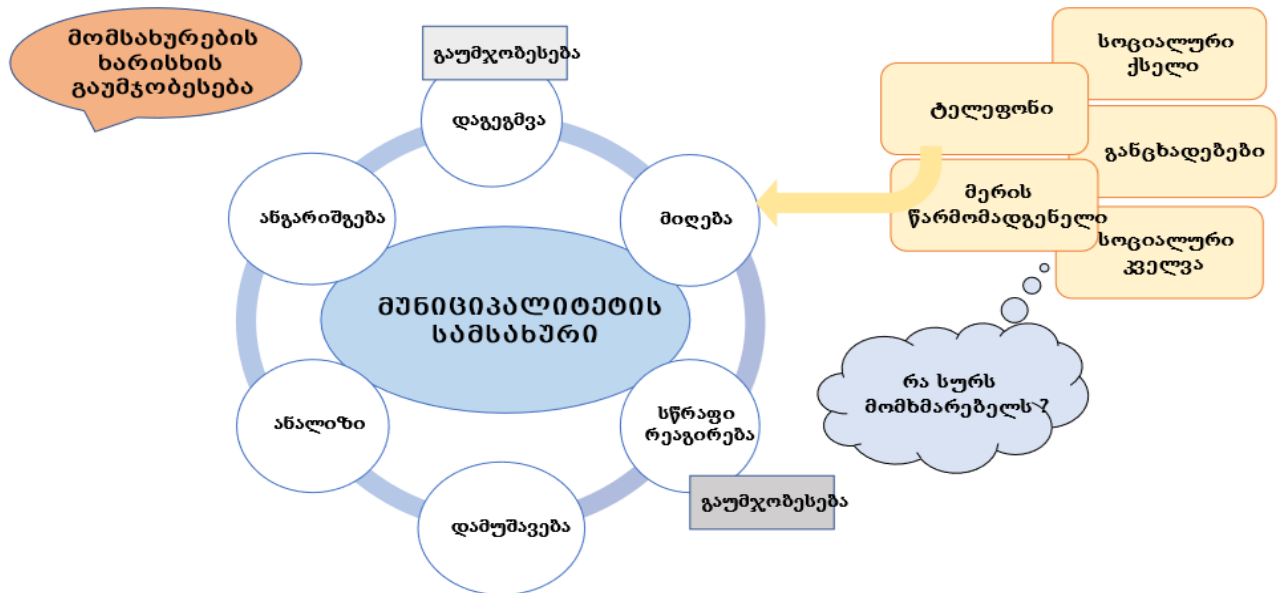 მომსახურების
ხარისხის
გაუმჯობესება
გაუმჯობესება
დაგეგმვა
ანგარიშგება
მიღება
მუნიციპალიტეტის
სამსახური
ანალიზი
სწრაფი
რეაგირება
გაუმჯობესება
დამუშავება
სოციალური
ქსელი
ტელეფონი
განცხადებები
მერის
წარმომადგენელი
სოციალური
კვლევა
რა სურს
მომხმარებელს ?